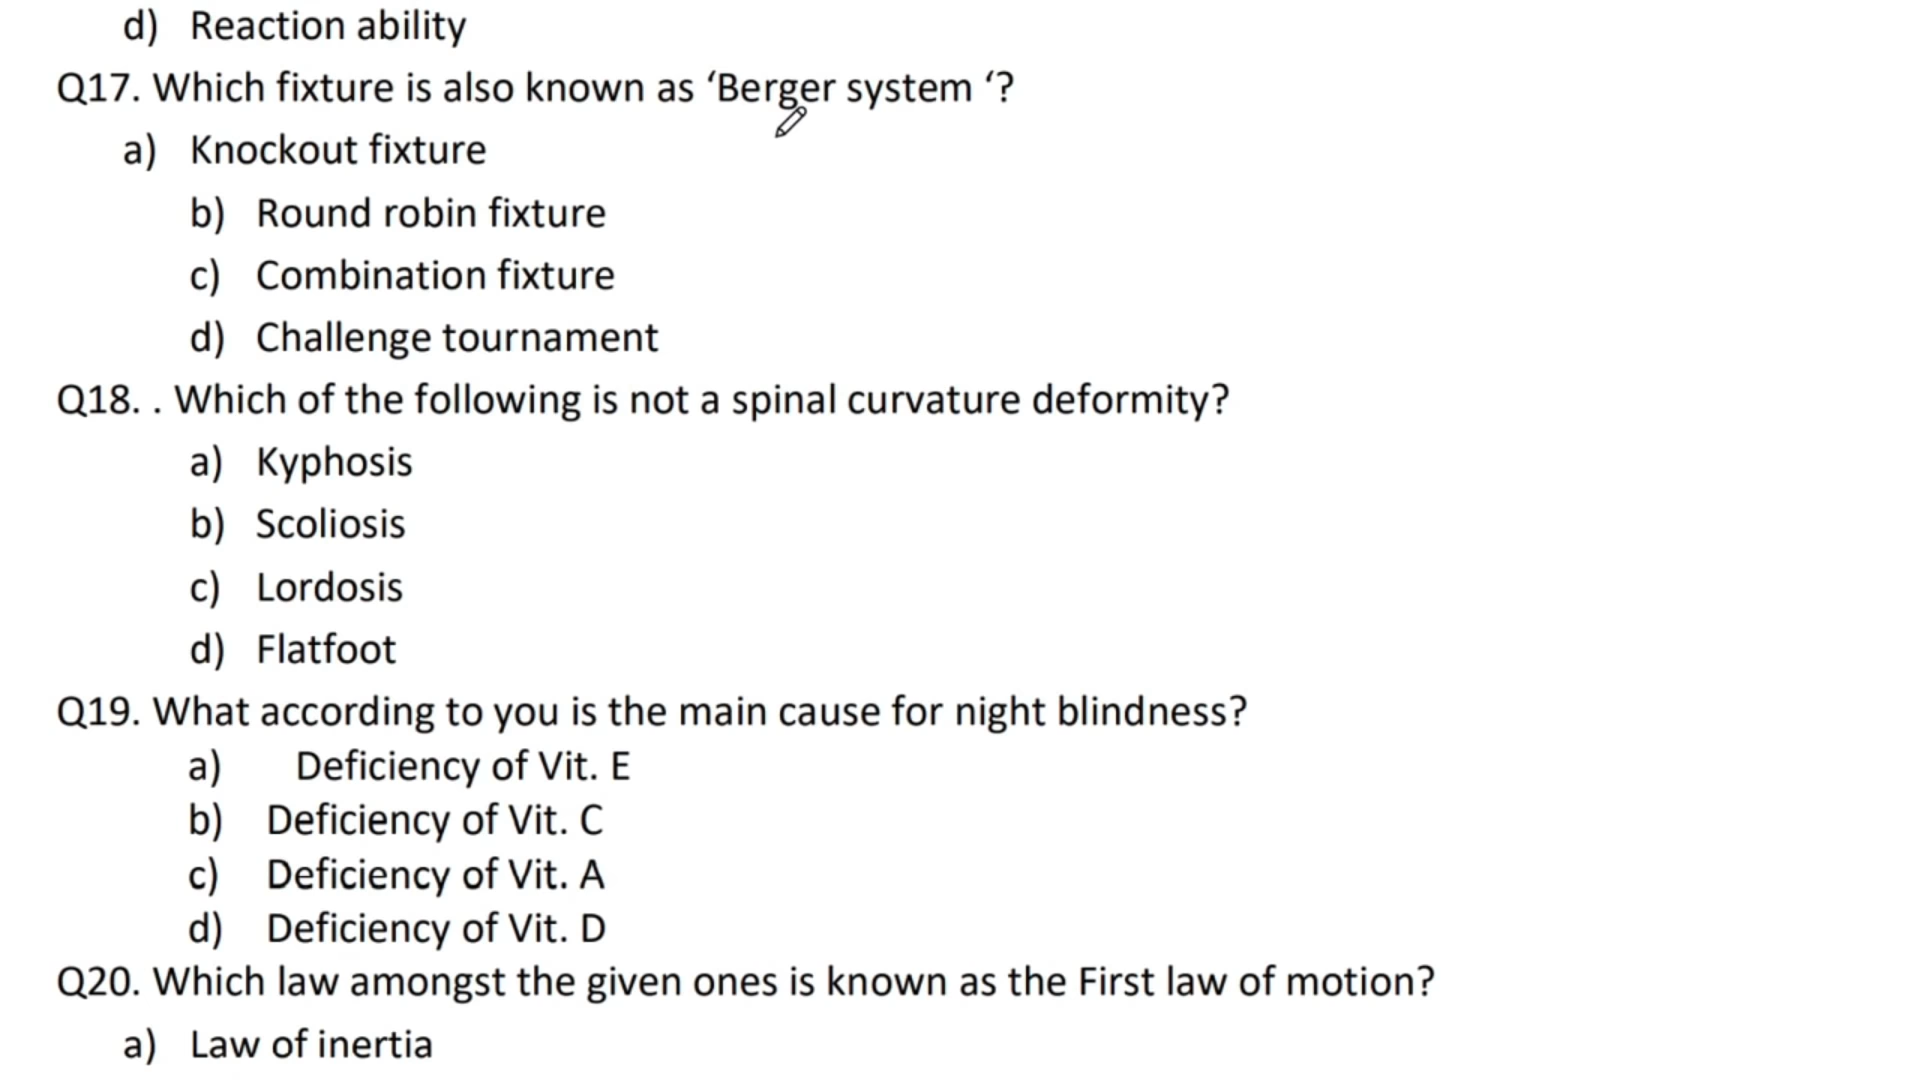 d) Reaction ability
Q17. Which fixture is also known as ‘Berger system ‘?
a) Knockout fixture
b) Round robin fixture
c) Combination fixture
d) Challenge tournament
Q18. . Which of the following is not a spinal curvature deformity?
a) Kyphosis
b) Scoliosis
c) Lordosis
d) Flatfoot
Q19. What according to you is the main cause for night blindness?
a) Deficiency of Vit. E
b) Deficiency of Vit. C
c) Deficiency of Vit. A
d) Deficiency of Vit. D
Q20. Which law amongst the given ones is known as the First law of motion?
a) Law of inertia